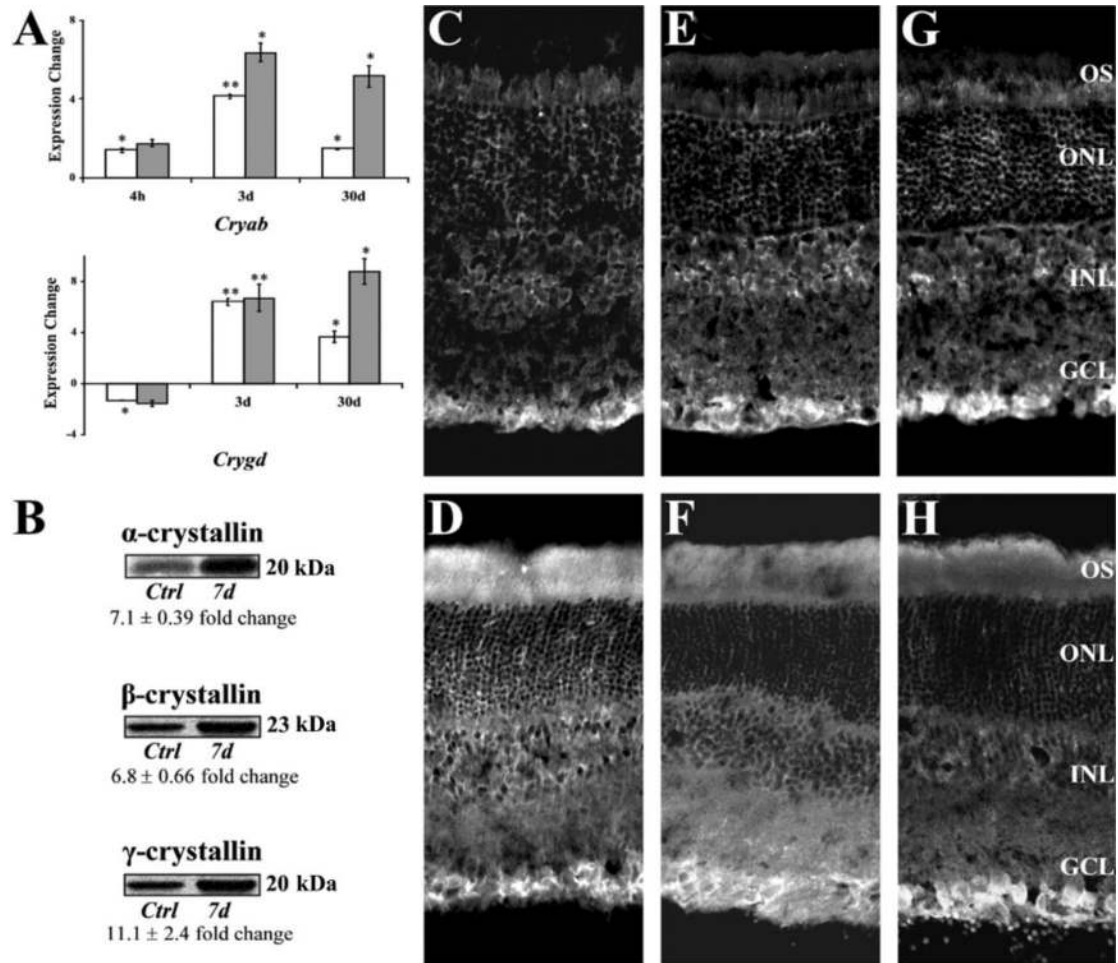 A
Expression Change
8
4
0
* ** * * *
4h 3d 30d
Cryab
Expression Change
8
4
0
-4
* ** ** * *
3d 30d
Crygd
B
α-crystallin
20 kDa
Ctrl 7d
7.1 ± 0.39 fold change
β-crystallin
23 kDa
Ctrl 7d
6.8 ± 0.66 fold change
γ-crystallin
20 kDa
Ctrl 7d
11.1 ± 2.4 fold change
C E G
OS
ONL
INL
GCL
D F H
OS
ONL
INL
GCL